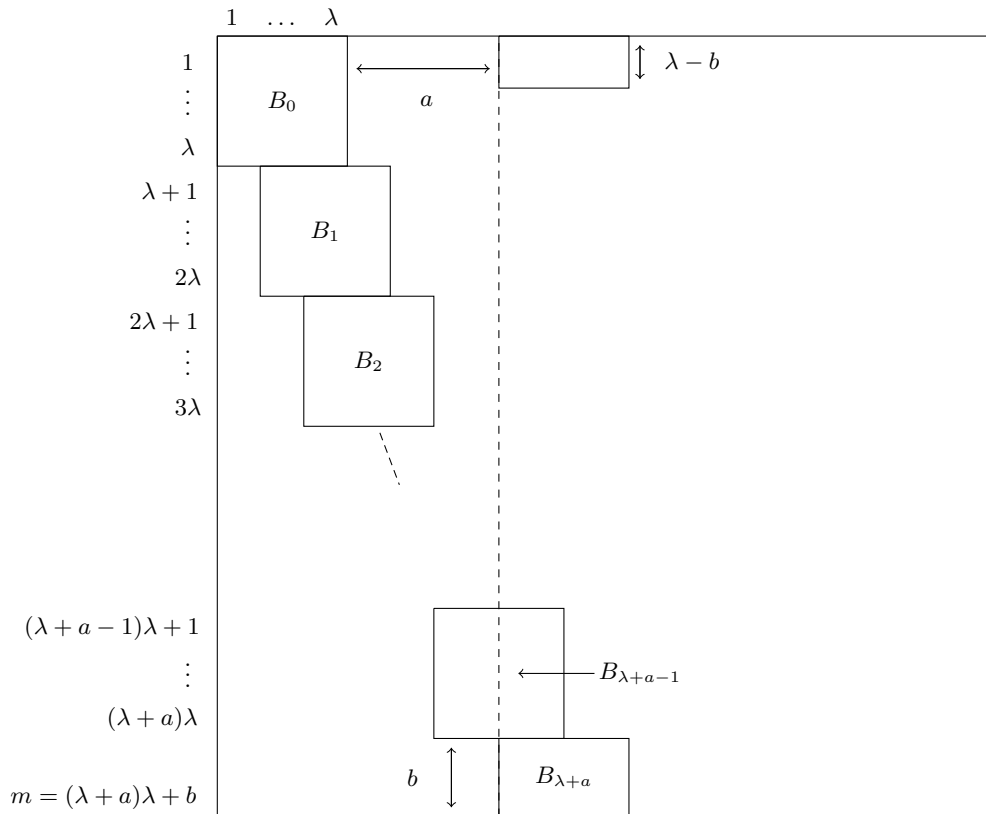 1 … λ
1
λ − b
⋮
B₀
a
λ
λ + 1
⋮
B₁
2λ
2λ + 1
⋮
B₂
3λ
(λ + a − 1)λ + 1
⋮
B_{λ+a−1}
(λ + a)λ
b
B_{λ+a}
m = (λ + a)λ + b